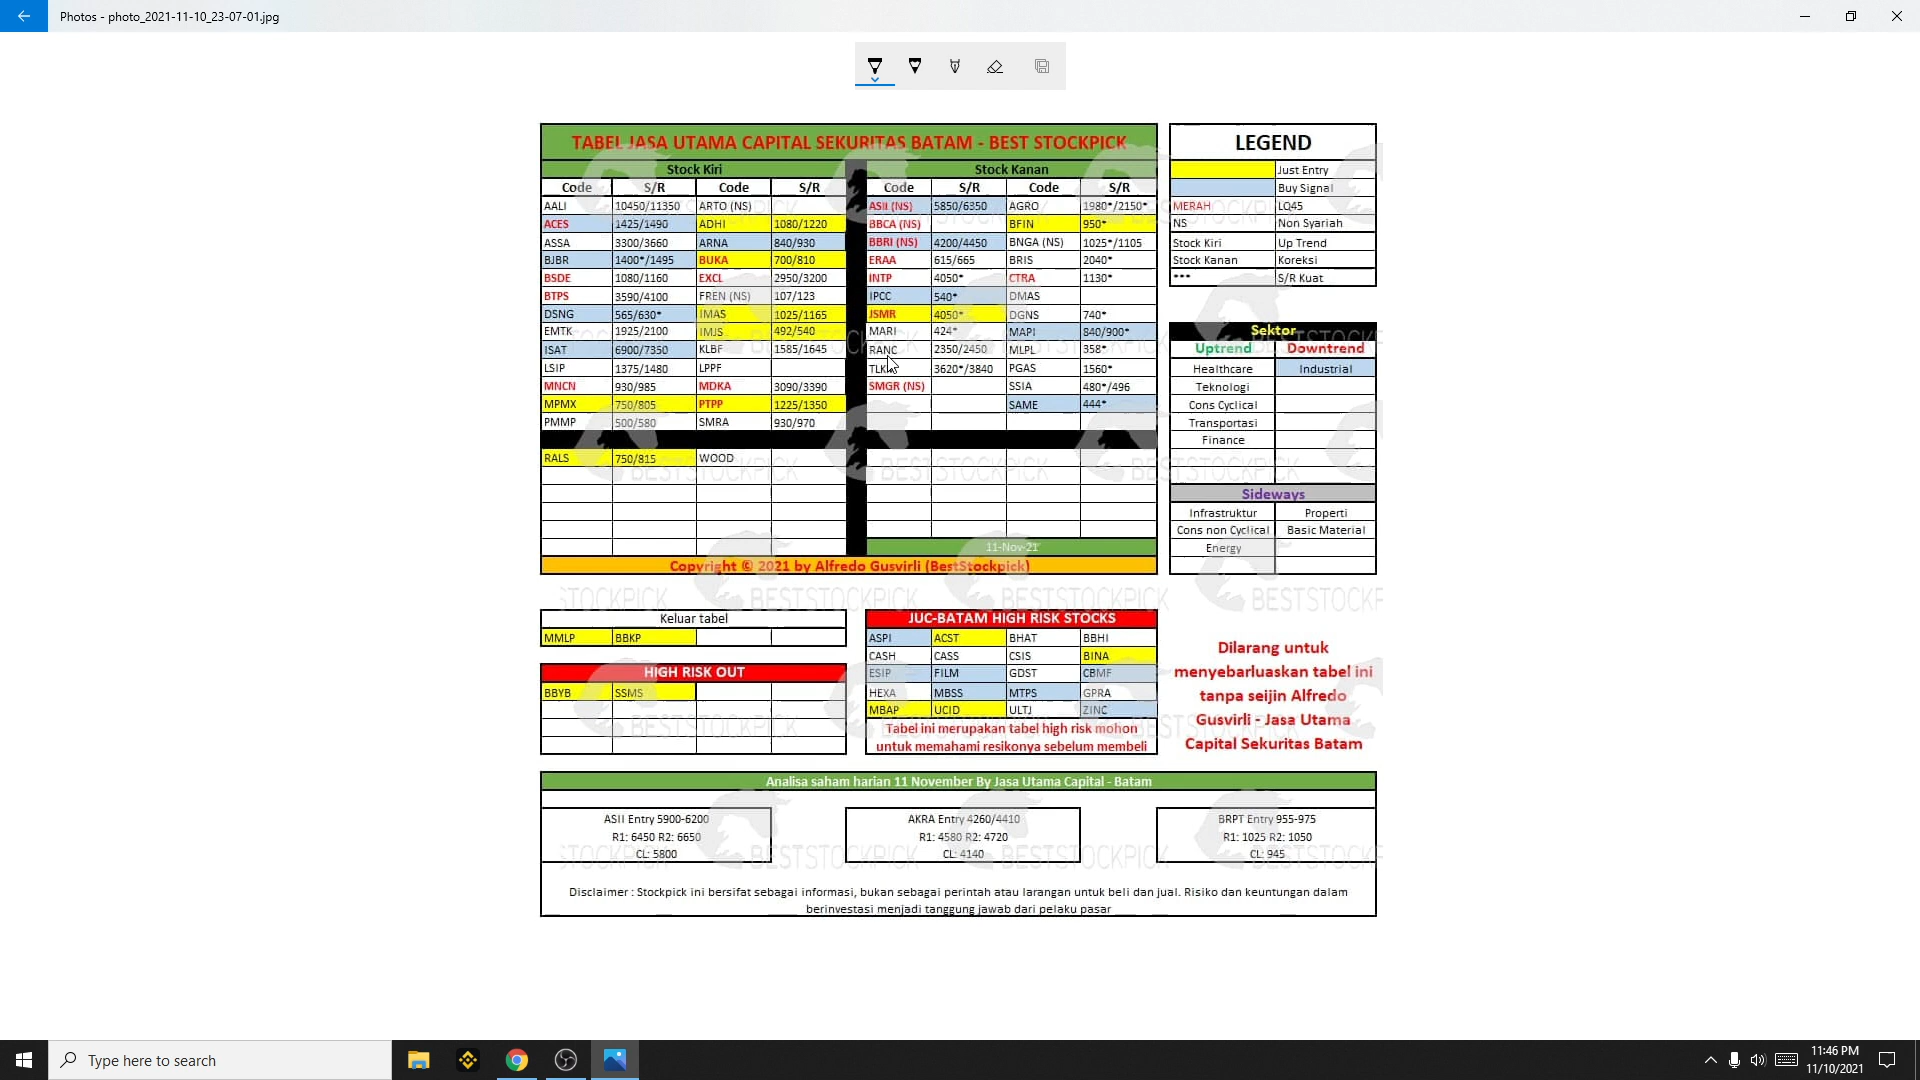 Photos - photo_2021-11-10_23-07-01.jpg
TABEL JASA UTAMA CAPITAL SEKURITAS BATAM - BEST STOCKPICK
Stock Kiri Stock Kanan
Code S/R Code S/R Code S/R Code S/R
AALI 10450/11350 ARTO (NS) ASII (NS) 5850/6350 AGRO 1980*/2150*
ACES 1425/1490 ADHI 1080/1220 BBCA (NS) BFIN 950*
ASSA 3300/3660 ARNA 840/930 BBRI (NS) 4200/4450 BNGA (NS) 1025*/1105
BJBR 1400*/1495 BUKA 700/810 ERAA 615/665 BRIS 2040*
BSDE 1080/1160 EXCL 2950/3200 INTP 4050* CTRA 1130*
BTPS 3590/4100 FREN (NS) 107/123 IPCC 540* DMAS
DSNG 565/630* IMAS 1025/1165 JSMR 4050* DGNS 740*
EMTK 1925/2100 IMJS 492/540 MARI 424* MAPI 840/900*
ISAT 6900/7350 KLBF 1585/1645 RANC 2350/2450 MLPL 358*
LSIP 1375/1480 LPPF 3620*/3840 PGAS 1560*
MNCN 930/985 MDKA 3090/3390 SMGR (NS) SSIA 480*/496
MPMX 750/805 PTPP 1225/1350 SAME 444*
PMMP 500/580 SMRA 930/970
RALS 750/815 WOOD
11-Nov-21
Copyright © 2021 by Alfredo Gusvirli (BestStockpick)
LEGEND
Just Entry
Buy Signal
MERAH LQ45
NS Non Syariah
Stock Kiri Up Trend
Stock Kanan Koreksi
*** S/R Kuat
Sektor
Uptrend Downtrend
Healthcare Industrial
Teknologi
Cons Cyclical
Transportasi
Finance
Sideways
Infrastruktur Properti
Cons non Cyclical Basic Material
Energy
Keluar tabel
MMLP BBKP
HIGH RISK OUT
BBYB SSMS
JUC-BATAM HIGH RISK STOCKS
ASPI ACST BHAT BBHI
CASH CASS CSIS BINA
ESIP FILM GDST CBMF
HEXA MBSS MTPS GPRA
MBAP UCID ULTJ ZINC
Tabel ini merupakan tabel high risk mohon
untuk memahami resikonya sebelum membeli
Dilarang untuk
menyebarluaskan tabel ini
tanpa seijin Alfredo
Gusvirli - Jasa Utama
Capital Sekuritas Batam
Analisa saham harian 11 November By Jasa Utama Capital - Batam
ASII Entry 5900-6200
R1: 6450 R2: 6650
CL: 5800
AKRA Entry 4260/4410
R1: 4580 R2: 4720
CL: 4140
BRPT Entry 955-975
R1: 1025 R2: 1050
CL: 945
Disclaimer : Stockpick ini bersifat sebagai informasi, bukan sebagai perintah atau larangan untuk beli dan jual. Risiko dan keuntungan dalam
berinvestasi menjadi tanggung jawab dari pelaku pasar
BESTSTOCKPICK
Type here to search
11:46 PM
11/10/2021